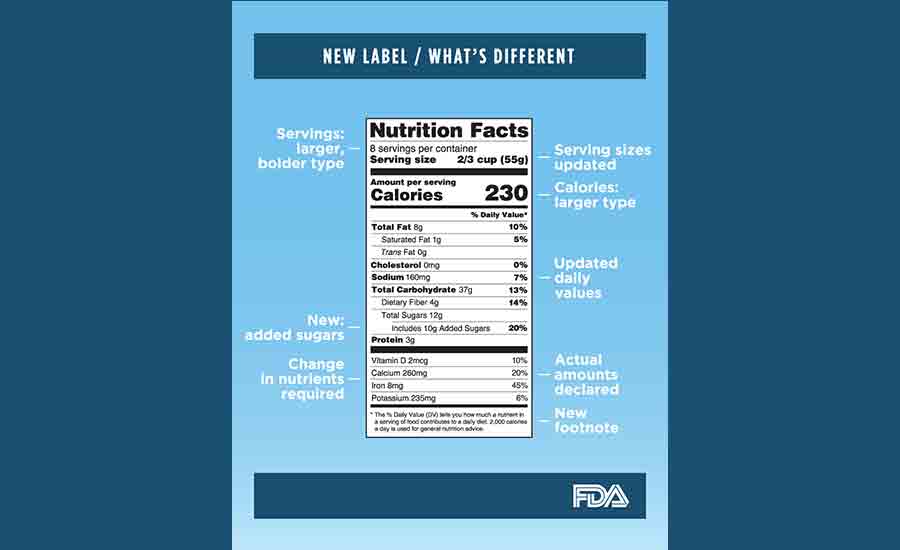 NEW LABEL / WHAT'S DIFFERENT
Servings:
larger,
bolder type
New:
added sugars
Change
in nutrients
required
Nutrition Facts
8 servings per container
Serving size 2/3 cup (55g)
Amount per serving
Calories 230
% Daily Value*
Total Fat 8g 10%
Saturated Fat 1g 5%
Trans Fat 0g
Cholesterol 0mg 0%
Sodium 160mg 7%
Total Carbohydrate 37g 13%
Dietary Fiber 4g 14%
Total Sugars 12g
Includes 10g Added Sugars 20%
Protein 3g
Vitamin D 2mcg 10%
Calcium 260mg 20%
Iron 8mg 45%
Potassium 235mg 6%
* The % Daily Value (DV) tells you how much a nutrient in
a serving of food contributes to a daily diet. 2,000 calories
a day is used for general nutrition advice.
Serving sizes
updated
Calories:
larger type
Updated
daily
values
Actual
amounts
declared
New
footnote
FDA